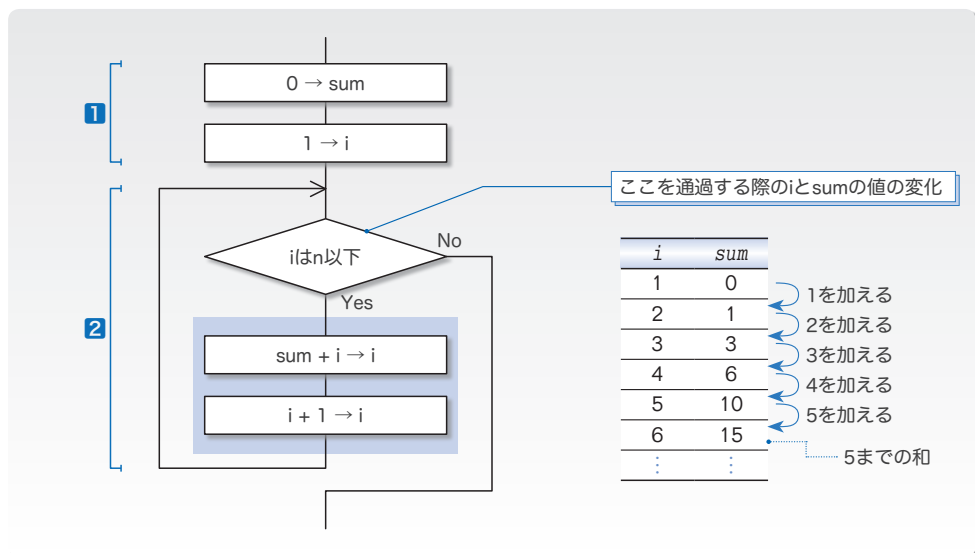 1
0 → sum
1 → i
2
iはn以下
No
Yes
sum + i → i
i + 1 → i
ここを通過する際のiとsumの値の変化
i sum
1 0
2 1
3 3
4 6
5 10
6 15
⋮ ⋮
1を加える
2を加える
3を加える
4を加える
5を加える
5までの和